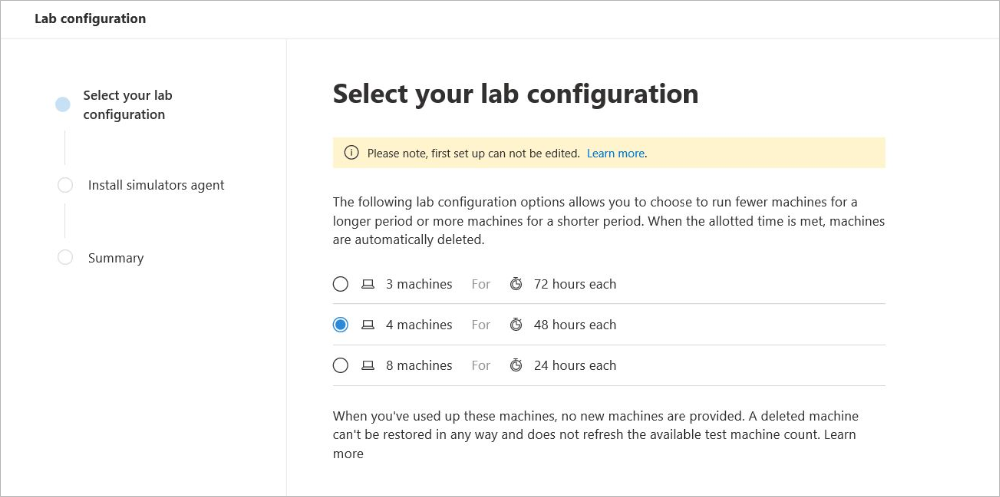 Lab configuration
Select your lab
configuration
Install simulators agent
Summary
Select your lab configuration
Please note, first set up can not be edited. Learn more.
The following lab configuration options allows you to choose to run fewer machines for a
longer period or more machines for a shorter period. When the allotted time is met, machines
are automatically deleted.
3 machines For 72 hours each
4 machines For 48 hours each
8 machines For 24 hours each
When you've used up these machines, no new machines are provided. A deleted machine
can't be restored in any way and does not refresh the available test machine count. Learn
more